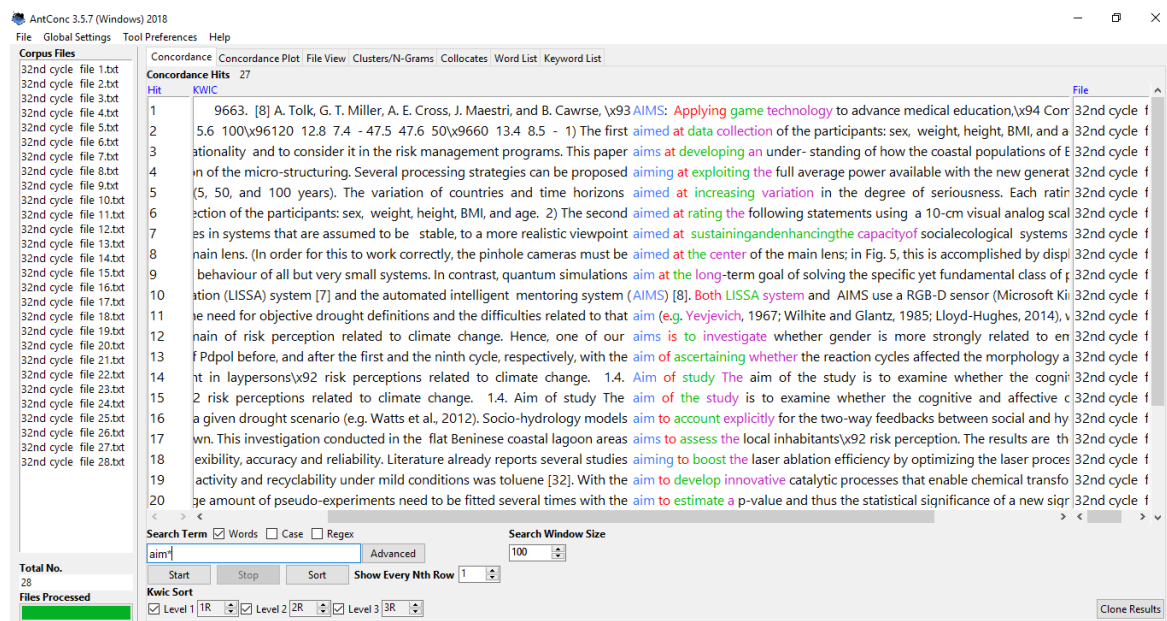 AntConc 3.5.7 (Windows) 2018
File Global Settings Tool Preferences Help
Corpus Files
32nd cycle file 1.txt
32nd cycle file 2.txt
32nd cycle file 3.txt
32nd cycle file 4.txt
32nd cycle file 5.txt
32nd cycle file 6.txt
32nd cycle file 7.txt
32nd cycle file 8.txt
32nd cycle file 9.txt
32nd cycle file 10.txt
32nd cycle file 11.txt
32nd cycle file 12.txt
32nd cycle file 13.txt
32nd cycle file 14.txt
32nd cycle file 15.txt
32nd cycle file 16.txt
32nd cycle file 17.txt
32nd cycle file 18.txt
32nd cycle file 19.txt
32nd cycle file 20.txt
32nd cycle file 21.txt
32nd cycle file 22.txt
32nd cycle file 23.txt
32nd cycle file 24.txt
32nd cycle file 25.txt
32nd cycle file 26.txt
32nd cycle file 27.txt
32nd cycle file 28.txt
Total No.
28
Files Processed
Concordance Concordance Plot File View Clusters/N-Grams Collocates Word List Keyword List
Concordance Hits 27
Hit KWIC File
1 9663. [8] A. Tolk, G. T. Miller, A. E. Cross, J. Maestri, and B. Cawrse, \x93 AIMS: Applying game technology to advance medical education,\x94 Com 32nd cycle f
2 5.6 100\x96120 12.8 7.4 - 47.5 47.6 50\x9660 13.4 8.5 - 1) The first aimed at data collection of the participants: sex, weight, height, BMI, and a 32nd cycle f
3 ationality and to consider it in the risk management programs. This paper aims at developing an under- standing of how the coastal populations of E 32nd cycle f
4 on of the micro-structuring. Several processing strategies can be proposed aiming at exploiting the full average power available with the new generat 32nd cycle f
5 (5, 50, and 100 years). The variation of countries and time horizons aimed at increasing variation in the degree of seriousness. Each ratin 32nd cycle f
6 ection of the participants: sex, weight, height, BMI, and age. 2) The second aimed at rating the following statements using a 10-cm visual analog scal 32nd cycle f
7 es in systems that are assumed to be stable, to a more realistic viewpoint aimed at sustainingandenhancingthe capacityof socialecological systems 32nd cycle f
8 main lens. (In order for this to work correctly, the pinhole cameras must be aimed at the center of the main lens; in Fig. 5, this is accomplished by displ 32nd cycle f
9 behaviour of all but very small systems. In contrast, quantum simulations aim at the long-term goal of solving the specific yet fundamental class of p 32nd cycle f
10 ation (LISSA) system [7] and the automated intelligent mentoring system (AIMS) [8]. Both LISSA system and AIMS use a RGB-D sensor (Microsoft Ki 32nd cycle f
11 he need for objective drought definitions and the difficulties related to that aim (e.g. Yevjevich, 1967; Wilhite and Glantz, 1985; Lloyd-Hughes, 2014), w 32nd cycle f
12 main of risk perception related to climate change. Hence, one of our aims is to investigate whether gender is more strongly related to en 32nd cycle f
13 f Pdpol before, and after the first and the ninth cycle, respectively, with the aim of ascertaining whether the reaction cycles affected the morphology a 32nd cycle f
14 nt in laypersons\x92 risk perceptions related to climate change. 1.4. Aim of study The aim of the study is to examine whether the cogni 32nd cycle f
15 2 risk perceptions related to climate change. 1.4. Aim of study The aim of the study is to examine whether the cognitive and affective c 32nd cycle f
16 a given drought scenario (e.g. Watts et al., 2012). Socio-hydrology models aim to account explicitly for the two-way feedbacks between social and hy 32nd cycle f
17 wn. This investigation conducted in the flat Beninese coastal lagoon areas aims to assess the local inhabitants\x92 risk perception. The results are th 32nd cycle f
18 exibility, accuracy and reliability. Literature already reports several studies aiming to boost the laser ablation efficiency by optimizing the laser proces 32nd cycle f
19 activity and recyclability under mild conditions was toluene [32]. With the aim to develop innovative catalytic processes that enable chemical transfo 32nd cycle f
20 ge amount of pseudo-experiments need to be fitted several times with the aim to estimate a p-value and thus the statistical significance of a new sigr 32nd cycle f
Search Term Words Case Regex Search Window Size
aim* Advanced 100
Start Stop Sort Show Every Nth Row 1
Kwic Sort
Level 1 1R Level 2 2R Level 3 3R Clone Results